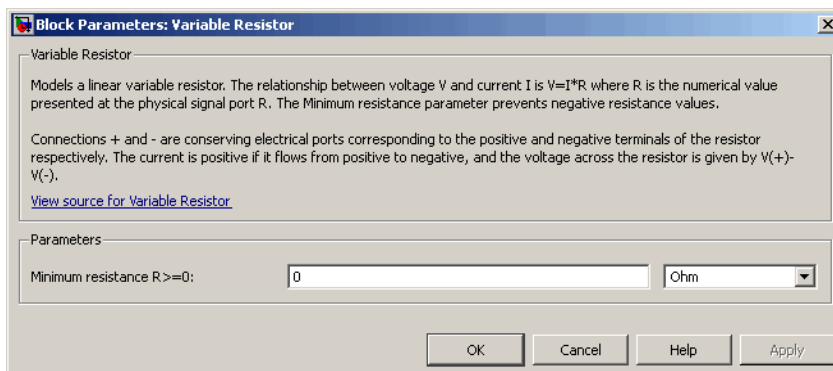 Block Parameters: Variable Resistor
Variable Resistor
Models a linear variable resistor. The relationship between voltage V and current I is V=I*R where R is the numerical value
presented at the physical signal port R. The Minimum resistance parameter prevents negative resistance values.
Connections + and - are conserving electrical ports corresponding to the positive and negative terminals of the resistor
respectively. The current is positive if it flows from positive to negative, and the voltage across the resistor is given by V(+)-
V(-).
View source for Variable Resistor
Parameters
Minimum resistance R>=0: 0 Ohm
OK Cancel Help Apply